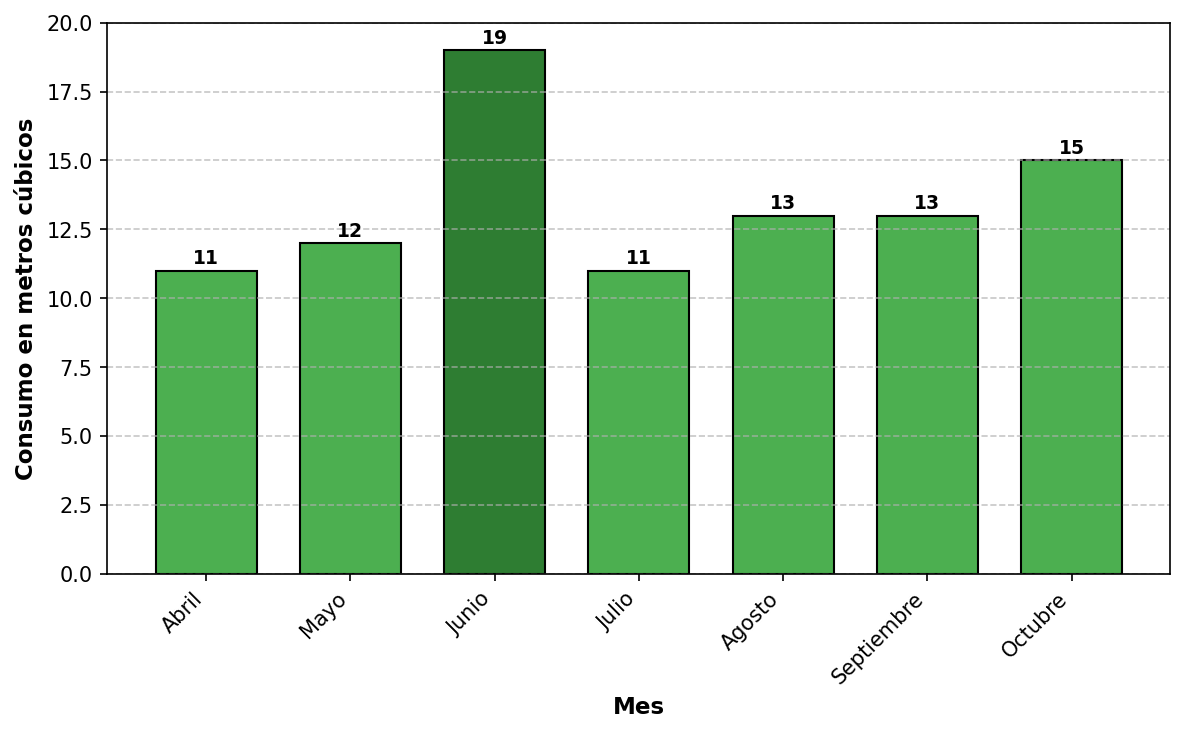 Consumo en metros cúbicos
20.0
17.5
15.0
12.5
10.0
7.5
5.0
2.5
0.0
11
12
19
11
13
13
15
Abril
Mayo
Junio
Julio
Agosto
Septiembre
Octubre
Mes